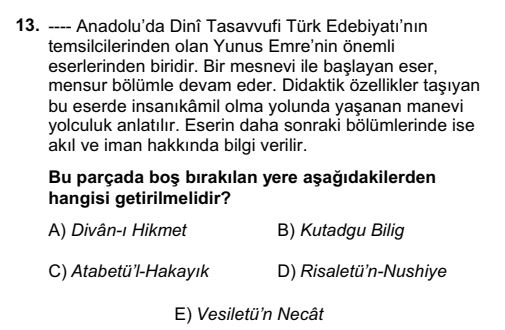 13. ---- Anadolu'da Dinî Tasavvufi Türk Edebiyatı'nın
temsilcilerinden olan Yunus Emre'nin önemli
eserlerinden biridir. Bir mesnevi ile başlayan eser,
mensur bölümle devam eder. Didaktik özellikler taşıyan
bu eserde insanıkâmil olma yolunda yaşanan manevi
yolculuk anlatılır. Eserin daha sonraki bölümlerinde ise
akıl ve iman hakkında bilgi verilir.
Bu parçada boş bırakılan yere aşağıdakilerden
hangisi getirilmelidir?
A) Divân-ı Hikmet B) Kutadgu Bilig
C) Atabetü'l-Hakayık D) Risaletü'n-Nushiye
E) Vesiletü'n Necât